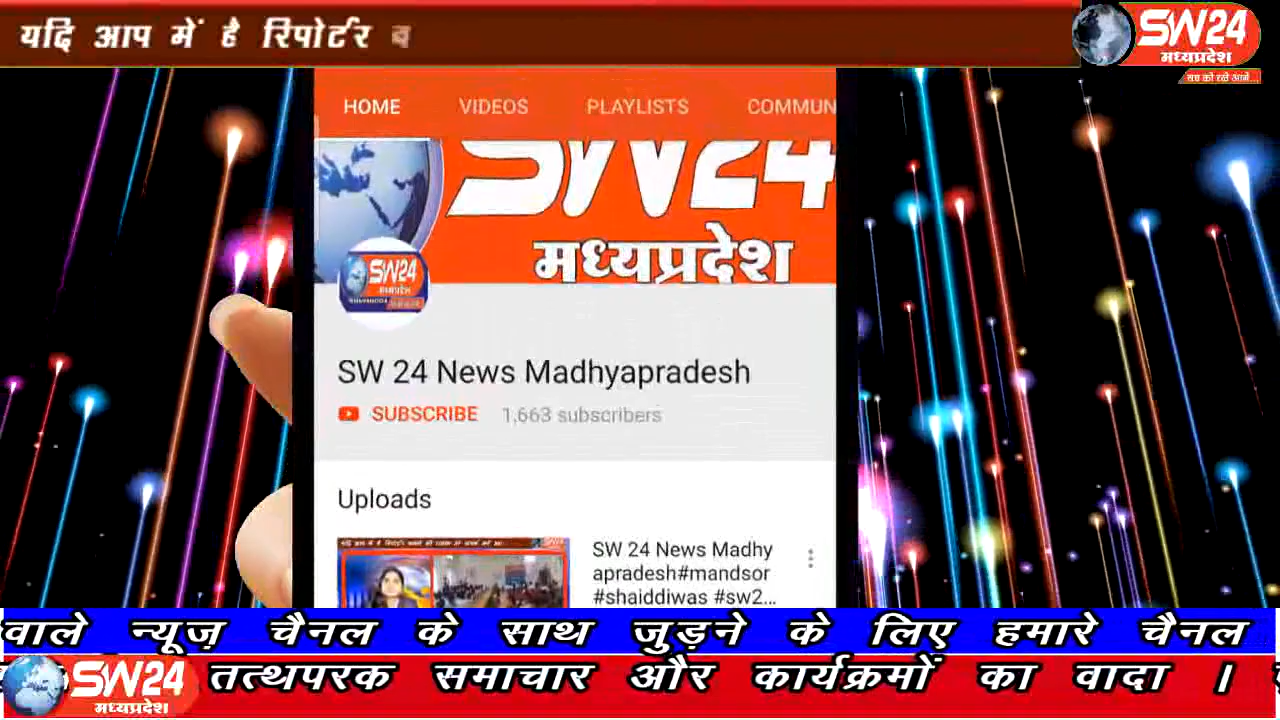 यदि आप में है रिपोर्टर
SW24
मध्यप्रदेश
HOME VIDEOS PLAYLISTS COMMUN
SW24
मध्यप्रदेश
SW24
SW 24 News Madhyapradesh
SUBSCRIBE 1,663 subscribers
Uploads
SW 24 News Madhy
apradesh#mandsor
#shaiddiwas #sw2...
वाले न्यूज़ चैनल के साथ जुड़ने के लिए हमारे चैनल
SW24
मध्यप्रदेश
तत्थपरक समाचार और कार्यक्रमों का वादा ।